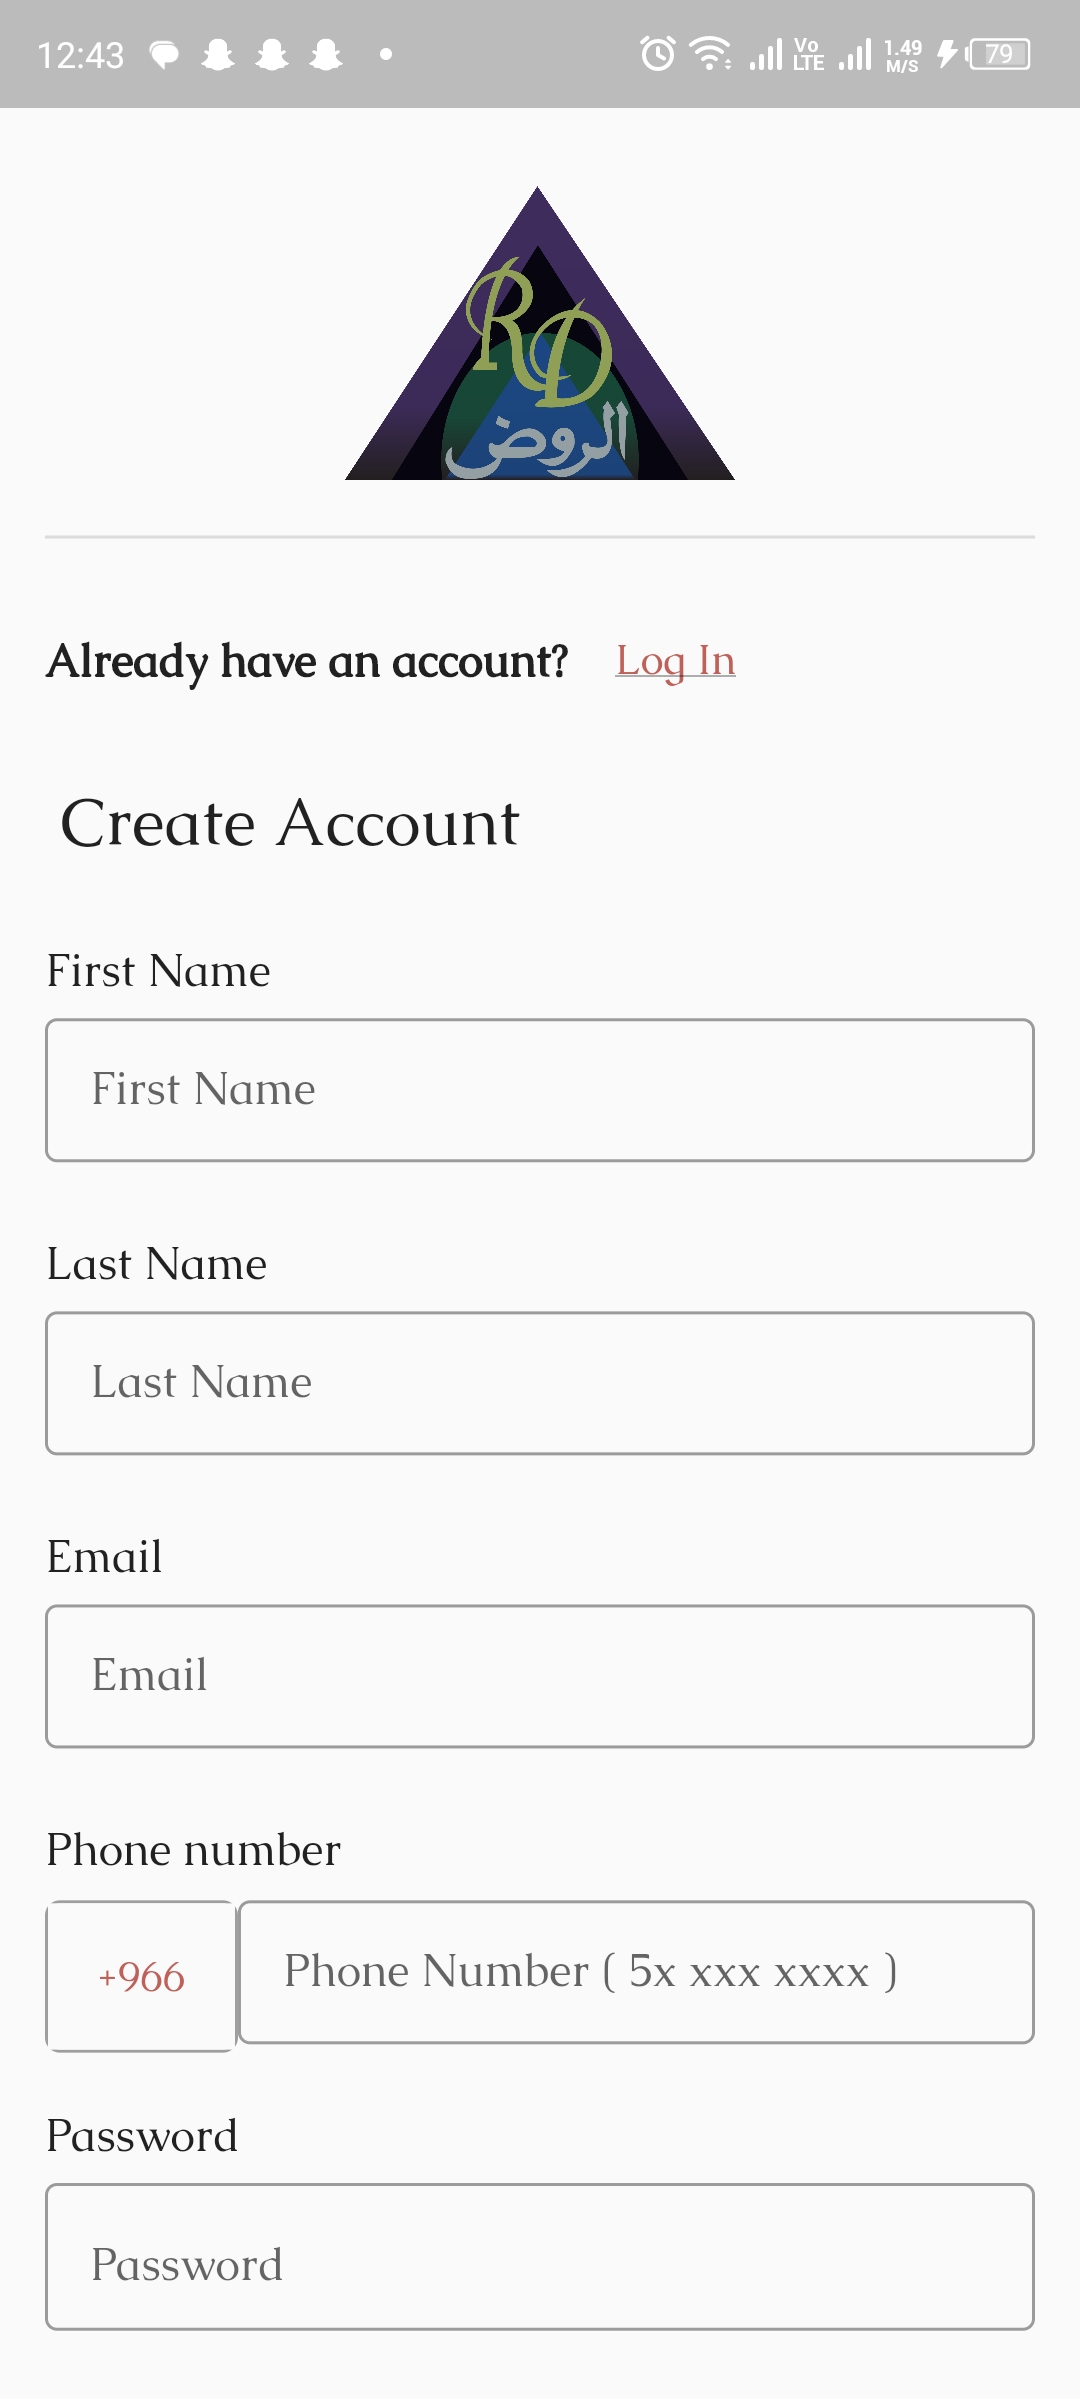 12:43
Vo
LTE
1.49
M/S
79
RD
الروض
Already have an account? Log In
Create Account
First Name
First Name
Last Name
Last Name
Email
Email
Phone number
+966 Phone Number ( 5x xxx xxxx )
Password
Password